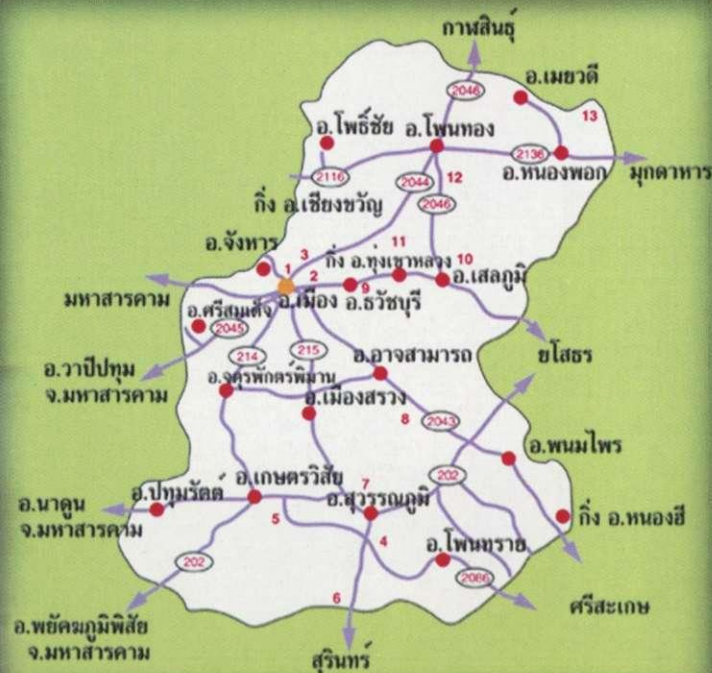 กาฬสินธุ์
อ.เมยวดี
2046
13
อ.โพธิ์ชัย
อ.โพนทอง
2136
อ.หนองพอก
มุกดาหาร
2116
2044
12
2046
กิ่ง อ.เชียงขวัญ
อ.จังหาร
3
11
กิ่ง อ.ทุ่งเขาหลวง
10
1
2
อ.เสลภูมิ
มหาสารคาม
อ.เมือง
9
อ.ธวัชบุรี
อ.ศรีสมเด็จ
2045
ยโสธร
214
215
อ.อาจสามารถ
อ.วาปีปทุม
จ.มหาสารคาม
อ.จตุรพักตรพิมาน
อ.เมืองสรวง
8
2043
อ.พนมไพร
อ.เกษตรวิสัย
202
อ.ปทุมรัตต์
7
อ.สุวรรณภูมิ
อ.นาดูน
จ.มหาสารคาม
5
กิ่ง อ.หนองฮี
4
อ.โพนทราย
202
2086
6
ศรีสะเกษ
อ.พยัคฆภูมิพิสัย
จ.มหาสารคาม
สุรินทร์